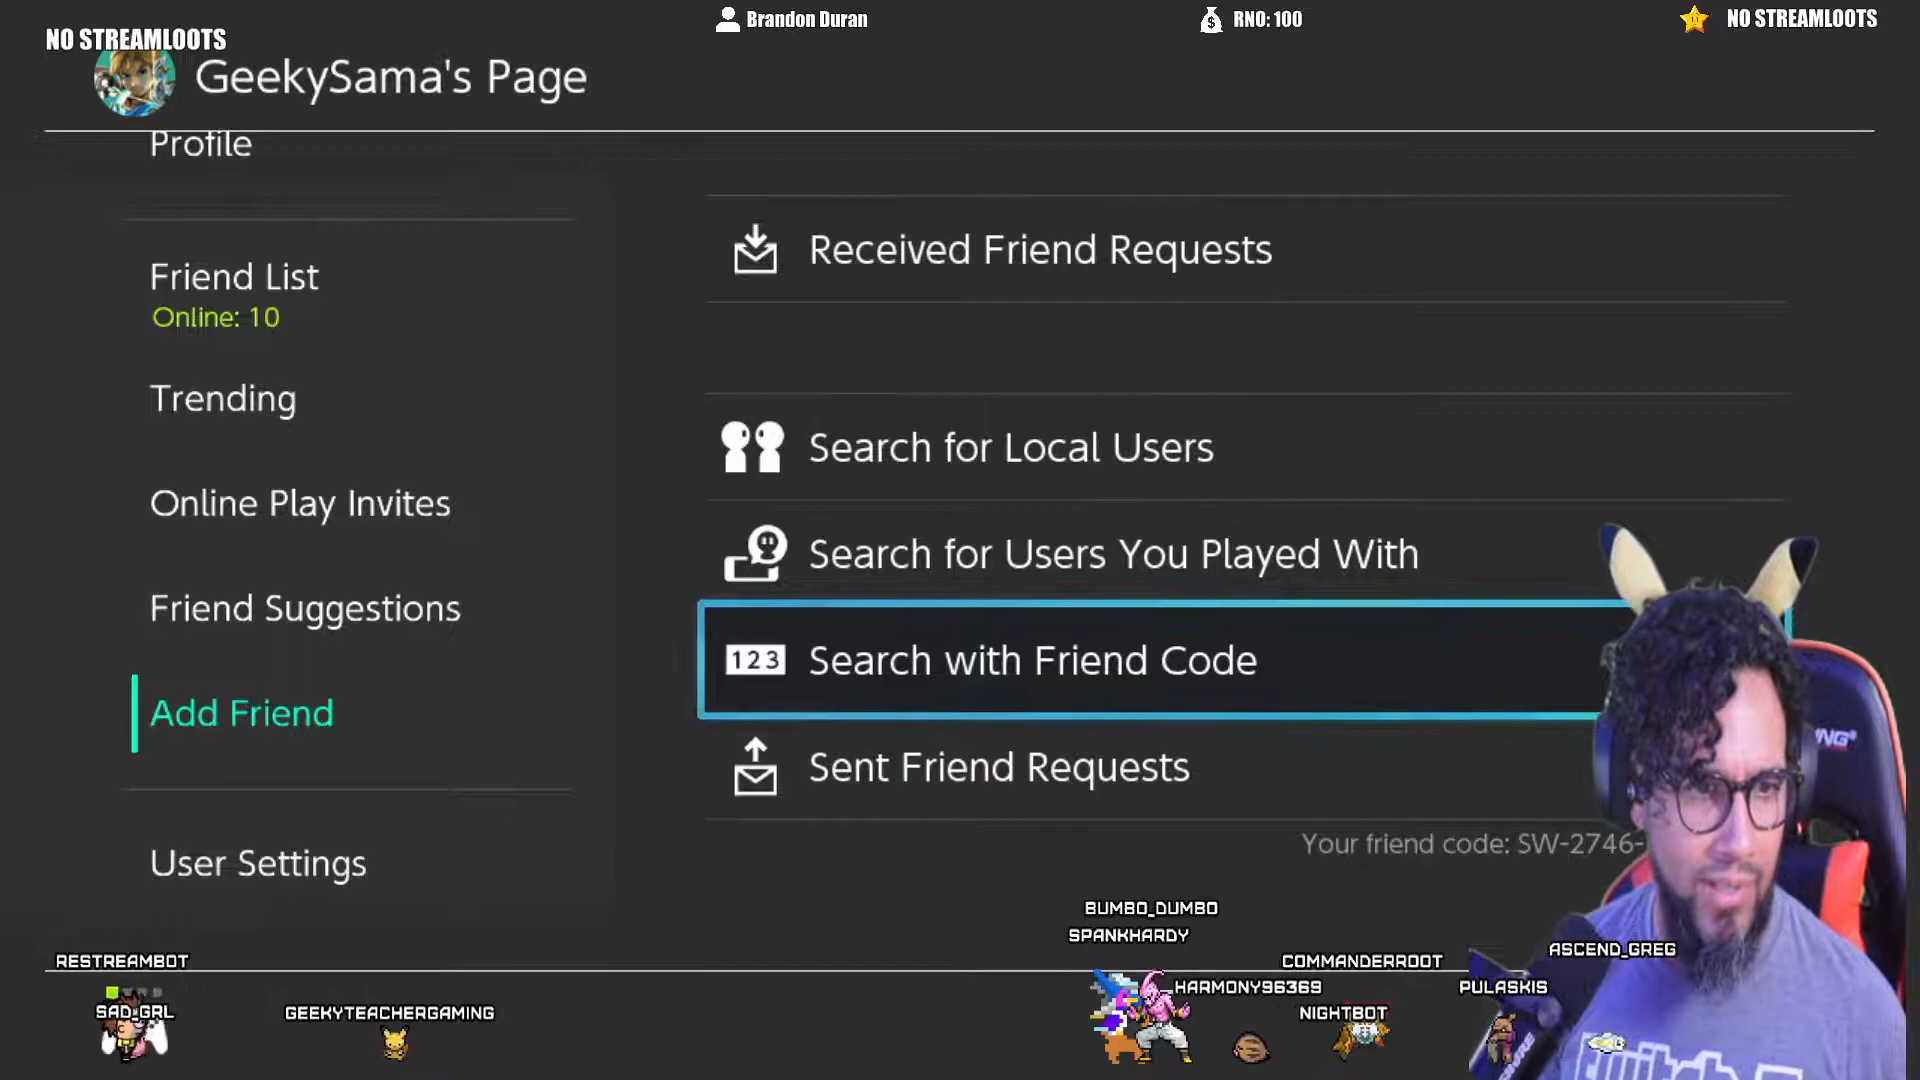 Brandon Duran
RNO: 100
NO STREAMLOOTS
NO STREAMLOOTS
GeekySama's Page
Profile
Friend List
Online: 10
Trending
Online Play Invites
Friend Suggestions
Add Friend
User Settings
Received Friend Requests
Search for Local Users
Search for Users You Played With
123 Search with Friend Code
Sent Friend Requests
Your friend code: SW-2746-
BUMBO_DUMBO
SPANKHARDY
RESTREAMBOT
COMMANDERROOT
ASCEND_GREG
HARMONY96369
PULASKIS
SAD_GRL
GEEKYTEACHERGAMING
NIGHTBOT